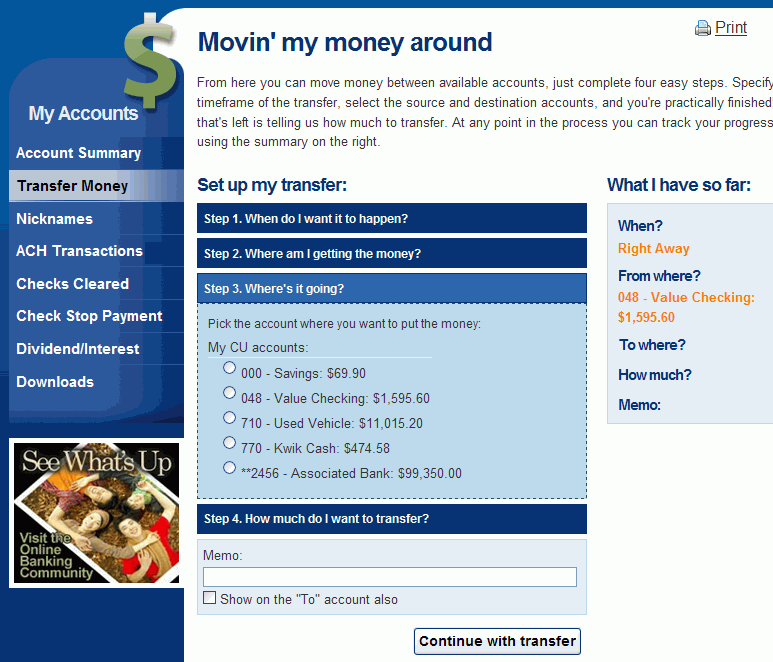 $
My Accounts
Account Summary
Transfer Money
Nicknames
ACH Transactions
Checks Cleared
Check Stop Payment
Dividend/Interest
Downloads
See What's Up
Visit the
Online
Banking
Community
Print
Movin' my money around
From here you can move money between available accounts, just complete four easy steps. Specify
timeframe of the transfer, select the source and destination accounts, and you're practically finished
that's left is telling us how much to transfer. At any point in the process you can track your progress
using the summary on the right.
Set up my transfer:
Step 1. When do I want it to happen?
Step 2. Where am I getting the money?
Step 3. Where's it going?
Pick the account where you want to put the money:
My CU accounts:
000 - Savings: $69.90
048 - Value Checking: $1,595.60
710 - Used Vehicle: $11,015.20
770 - Kwik Cash: $474.58
**2456 - Associated Bank: $99,350.00
Step 4. How much do I want to transfer?
Memo:
Show on the "To" account also
Continue with transfer
What I have so far:
When?
Right Away
From where?
048 - Value Checking:
$1,595.60
To where?
How much?
Memo: